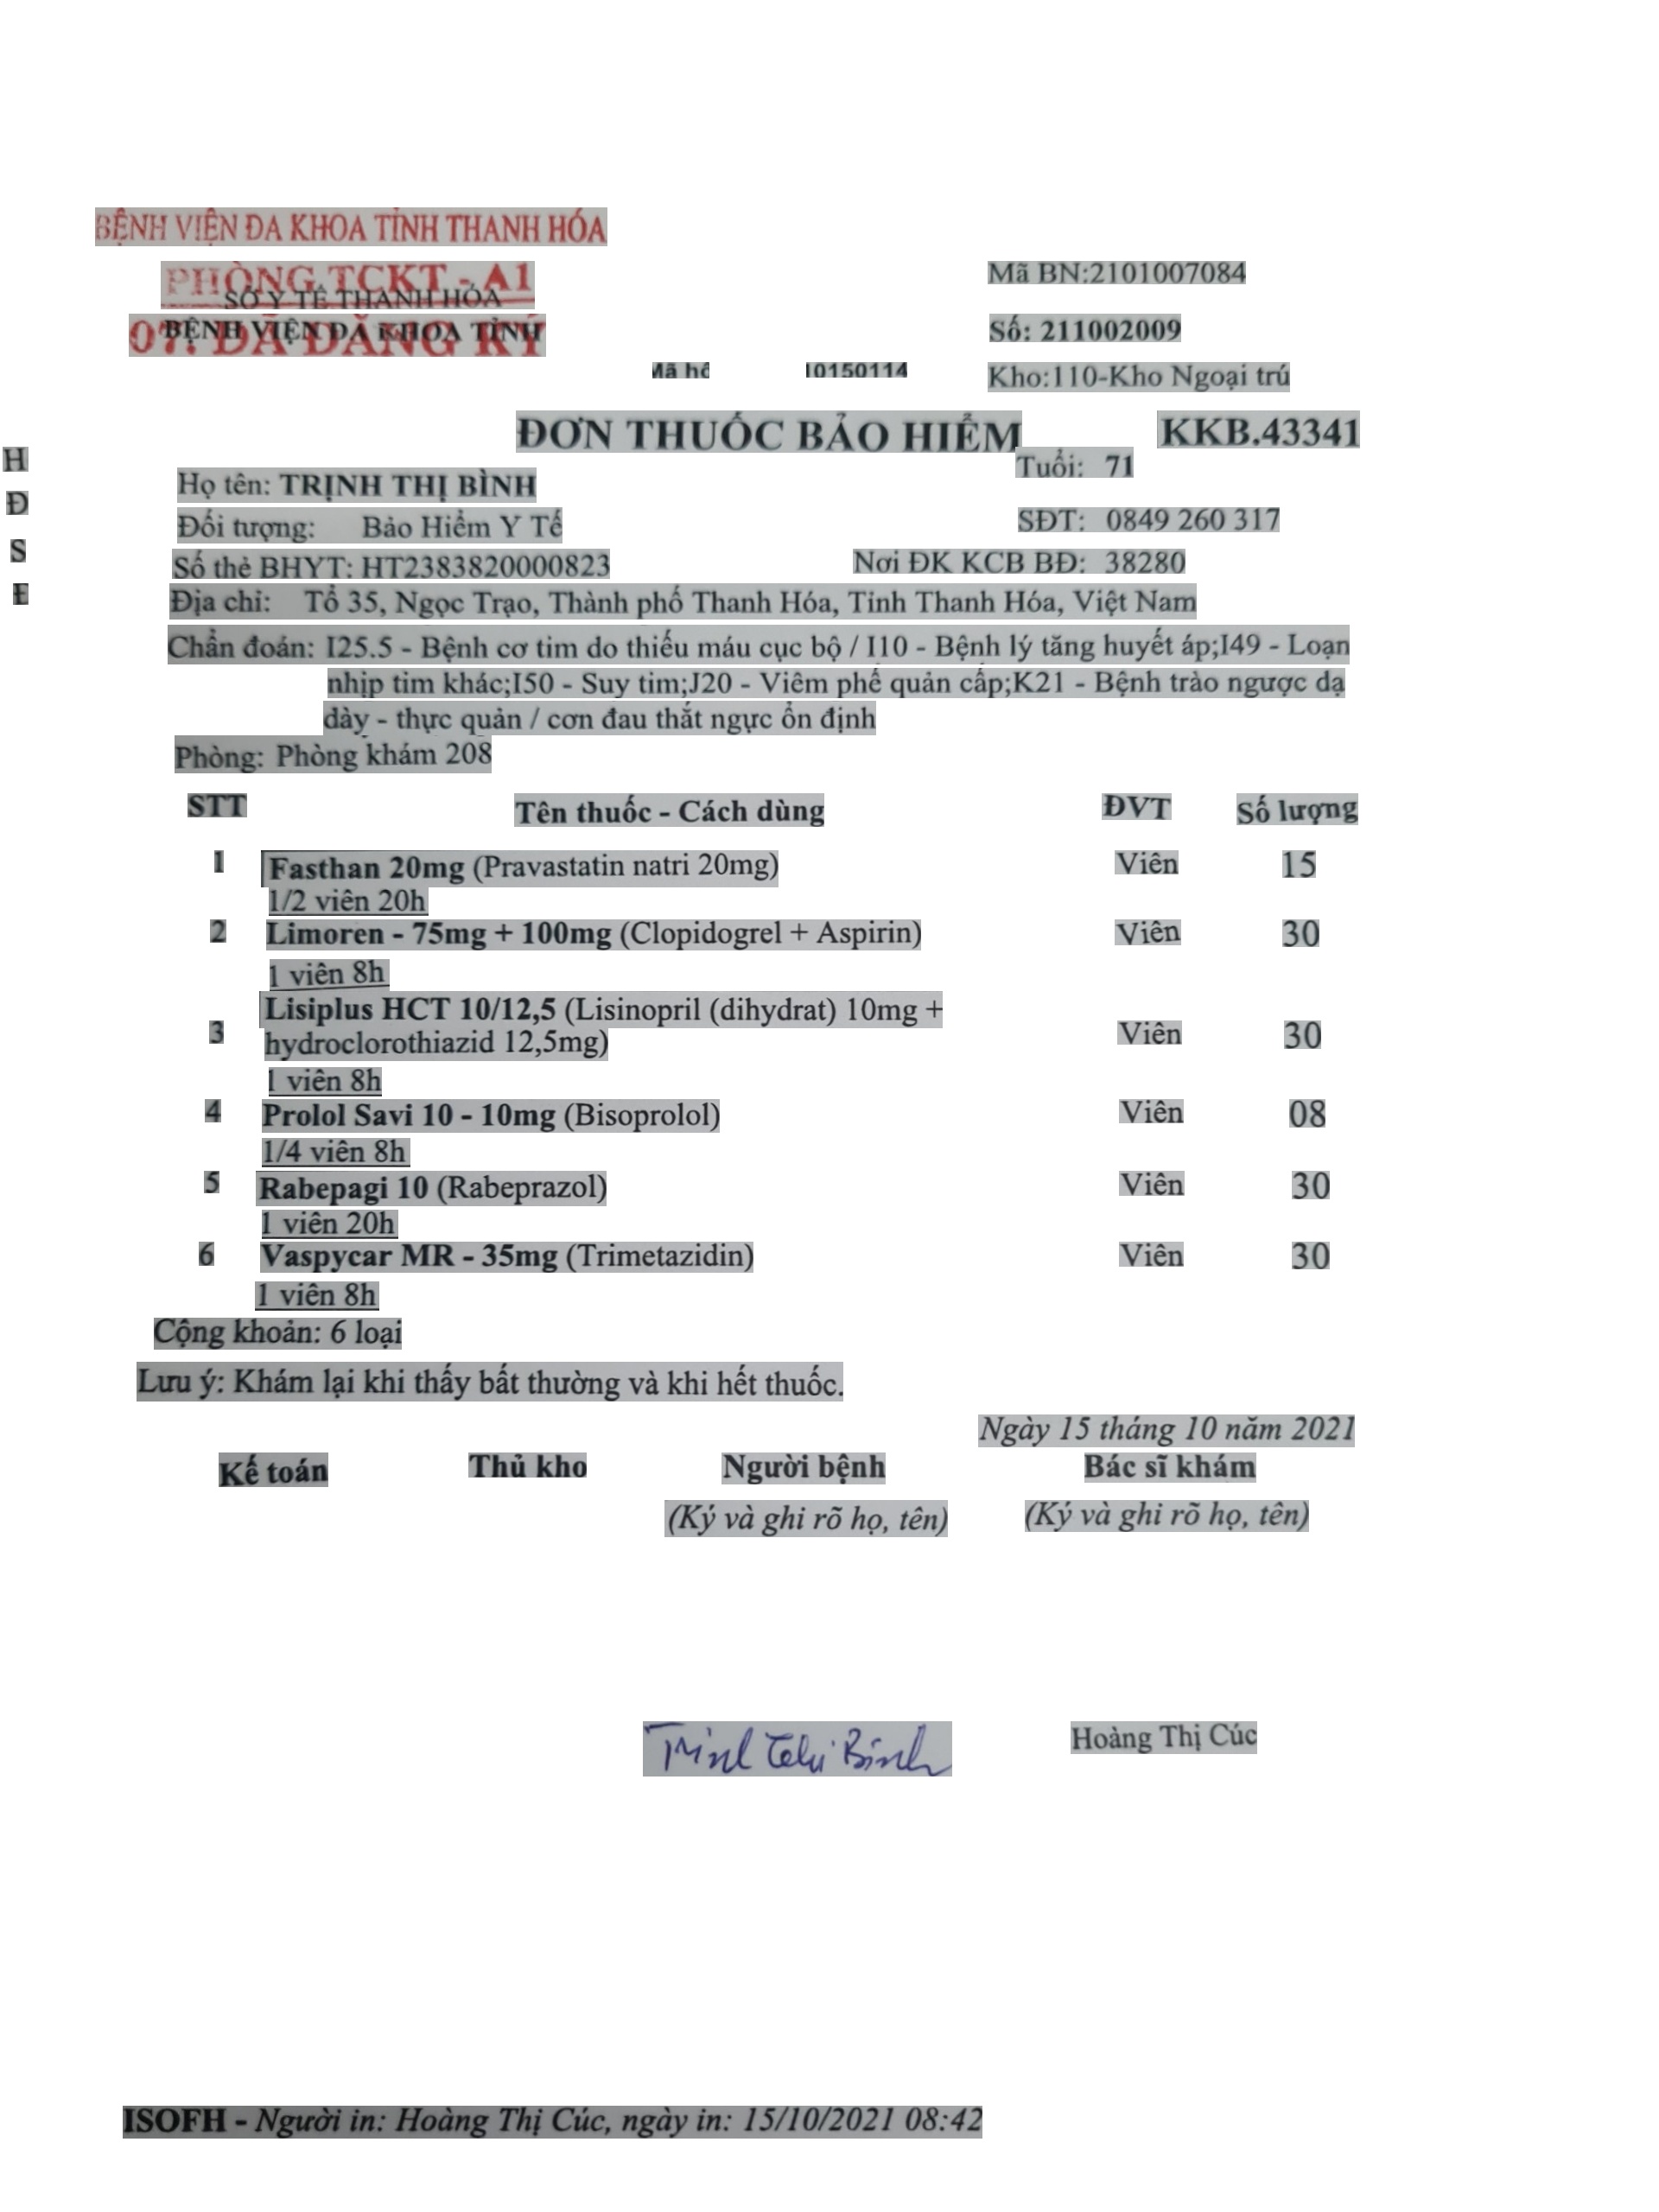 BỆNH VIỆN ĐA KHOA TỈNH THANH HÓA
PHÒNG TCKT - A1
SỞ Y TẾ THANH HÓA
Mã BN:2101007084
BỆNH VIỆN ĐA KHOA TỈNH
07. ĐÃ ĐĂNG KÝ
Số: 211002009
Mã 10150114
Kho:110-Kho Ngoại trú
ĐƠN THUỐC BẢO HIỂM KKB.43341
H
Tuổi: 71
Họ tên: TRỊNH THỊ BÌNH
Đ
Đối tượng: Bảo Hiểm Y Tế SĐT: 0849 260 317
S
Số thẻ BHYT: HT2383820000823 Nơi ĐK KCB BĐ: 38280
Địa chỉ: Tổ 35, Ngọc Trạo, Thành phố Thanh Hóa, Tỉnh Thanh Hóa, Việt Nam
Chẩn đoán: I25.5 - Bệnh cơ tim do thiếu máu cục bộ / I10 - Bệnh lý tăng huyết áp;I49 - Loạn
nhịp tim khác;I50 - Suy tim;J20 - Viêm phế quản cấp;K21 - Bệnh trào ngược dạ
dày - thực quản / cơn đau thắt ngực ổn định
Phòng: Phòng khám 208
STT Tên thuốc - Cách dùng ĐVT Số lượng
1 Fasthan 20mg (Pravastatin natri 20mg) Viên 15
1/2 viên 20h
2 Limoren - 75mg + 100mg (Clopidogrel + Aspirin) Viên 30
1 viên 8h
Lisiplus HCT 10/12,5 (Lisinopril (dihydrat) 10mg +
3 hydroclorothiazid 12,5mg) Viên 30
1 viên 8h
4 Prolol Savi 10 - 10mg (Bisoprolol) Viên 08
1/4 viên 8h
5 Rabepagi 10 (Rabeprazol) Viên 30
1 viên 20h
6 Vaspycar MR - 35mg (Trimetazidin) Viên 30
1 viên 8h
Cộng khoản: 6 loại
Lưu ý: Khám lại khi thấy bất thường và khi hết thuốc.
Ngày 15 tháng 10 năm 2021
Kế toán Thủ kho Người bệnh Bác sĩ khám
(Ký và ghi rõ họ, tên) (Ký và ghi rõ họ, tên)
Trịnh Thị Bình Hoàng Thị Cúc
ISOFH - Người in: Hoàng Thị Cúc, ngày in: 15/10/2021 08:42